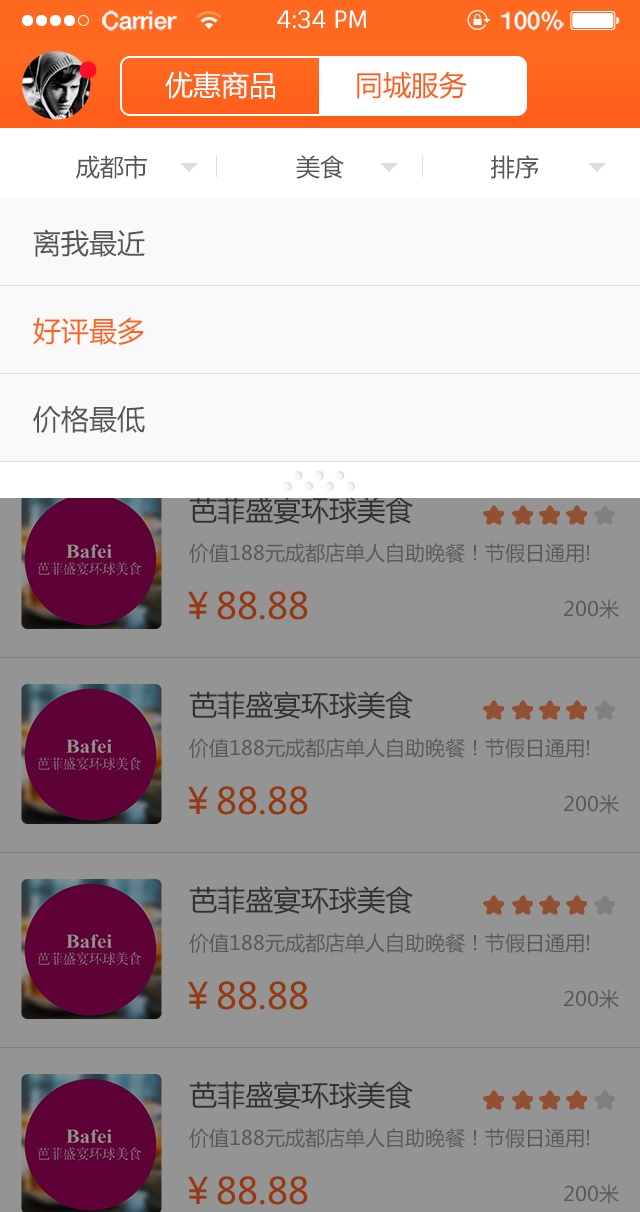 Carrier 4:34 PM 100%
优惠商品 同城服务
成都市 美食 排序
离我最近
好评最多
价格最低
芭菲盛宴环球美食
Bafei
芭菲盛宴环球美食
价值188元成都店单人自助晚餐！节假日通用!
¥ 88.88 200米
芭菲盛宴环球美食
Bafei
芭菲盛宴环球美食
价值188元成都店单人自助晚餐！节假日通用!
¥ 88.88 200米
芭菲盛宴环球美食
Bafei
芭菲盛宴环球美食
价值188元成都店单人自助晚餐！节假日通用!
¥ 88.88 200米
芭菲盛宴环球美食
Bafei
芭菲盛宴环球美食
价值188元成都店单人自助晚餐！节假日通用!
¥ 88.88 200米